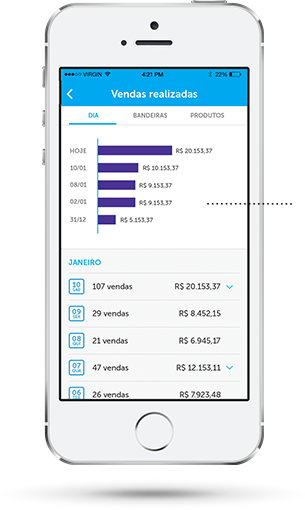 VIRGIN 4:21 PM 22%
Vendas realizadas
DIA BANDEIRAS PRODUTOS
HOJE R$ 20.153,37
10/01 R$ 10.153,37
08/01 R$ 9.153,37
02/01 R$ 9.153,37
31/12 R$ 5.153,37
JANEIRO
10 SAB 107 vendas R$ 20.153,37
09 SEX 29 vendas R$ 8.452,15
08 QUI 21 vendas R$ 6.945,17
07 QUA 47 vendas R$ 12.153,11
06 26 vendas R$ 7.923,48